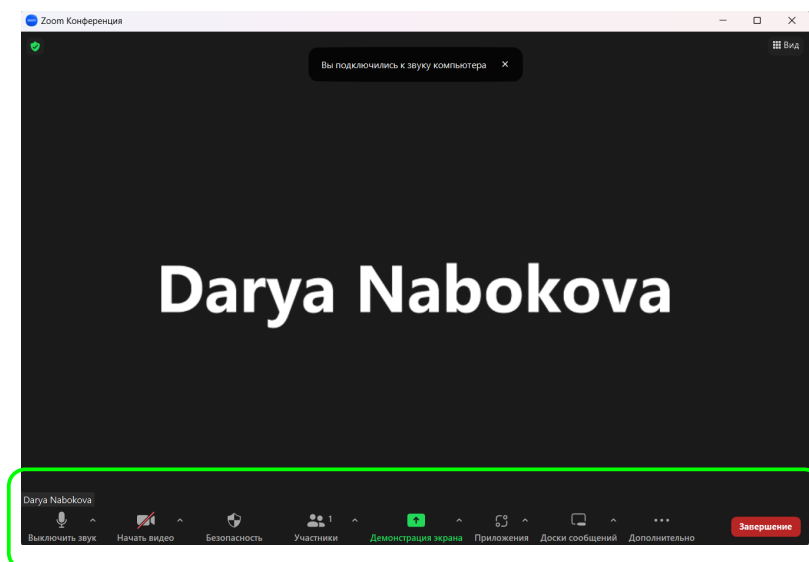 Zoom Конференция
Вид
Вы подключились к звуку компьютера
Darya Nabokova
Darya Nabokova
1
Выключить звук Начать видео Безопасность Участники Демонстрация экрана Приложения Доски сообщений Дополнительно Завершение